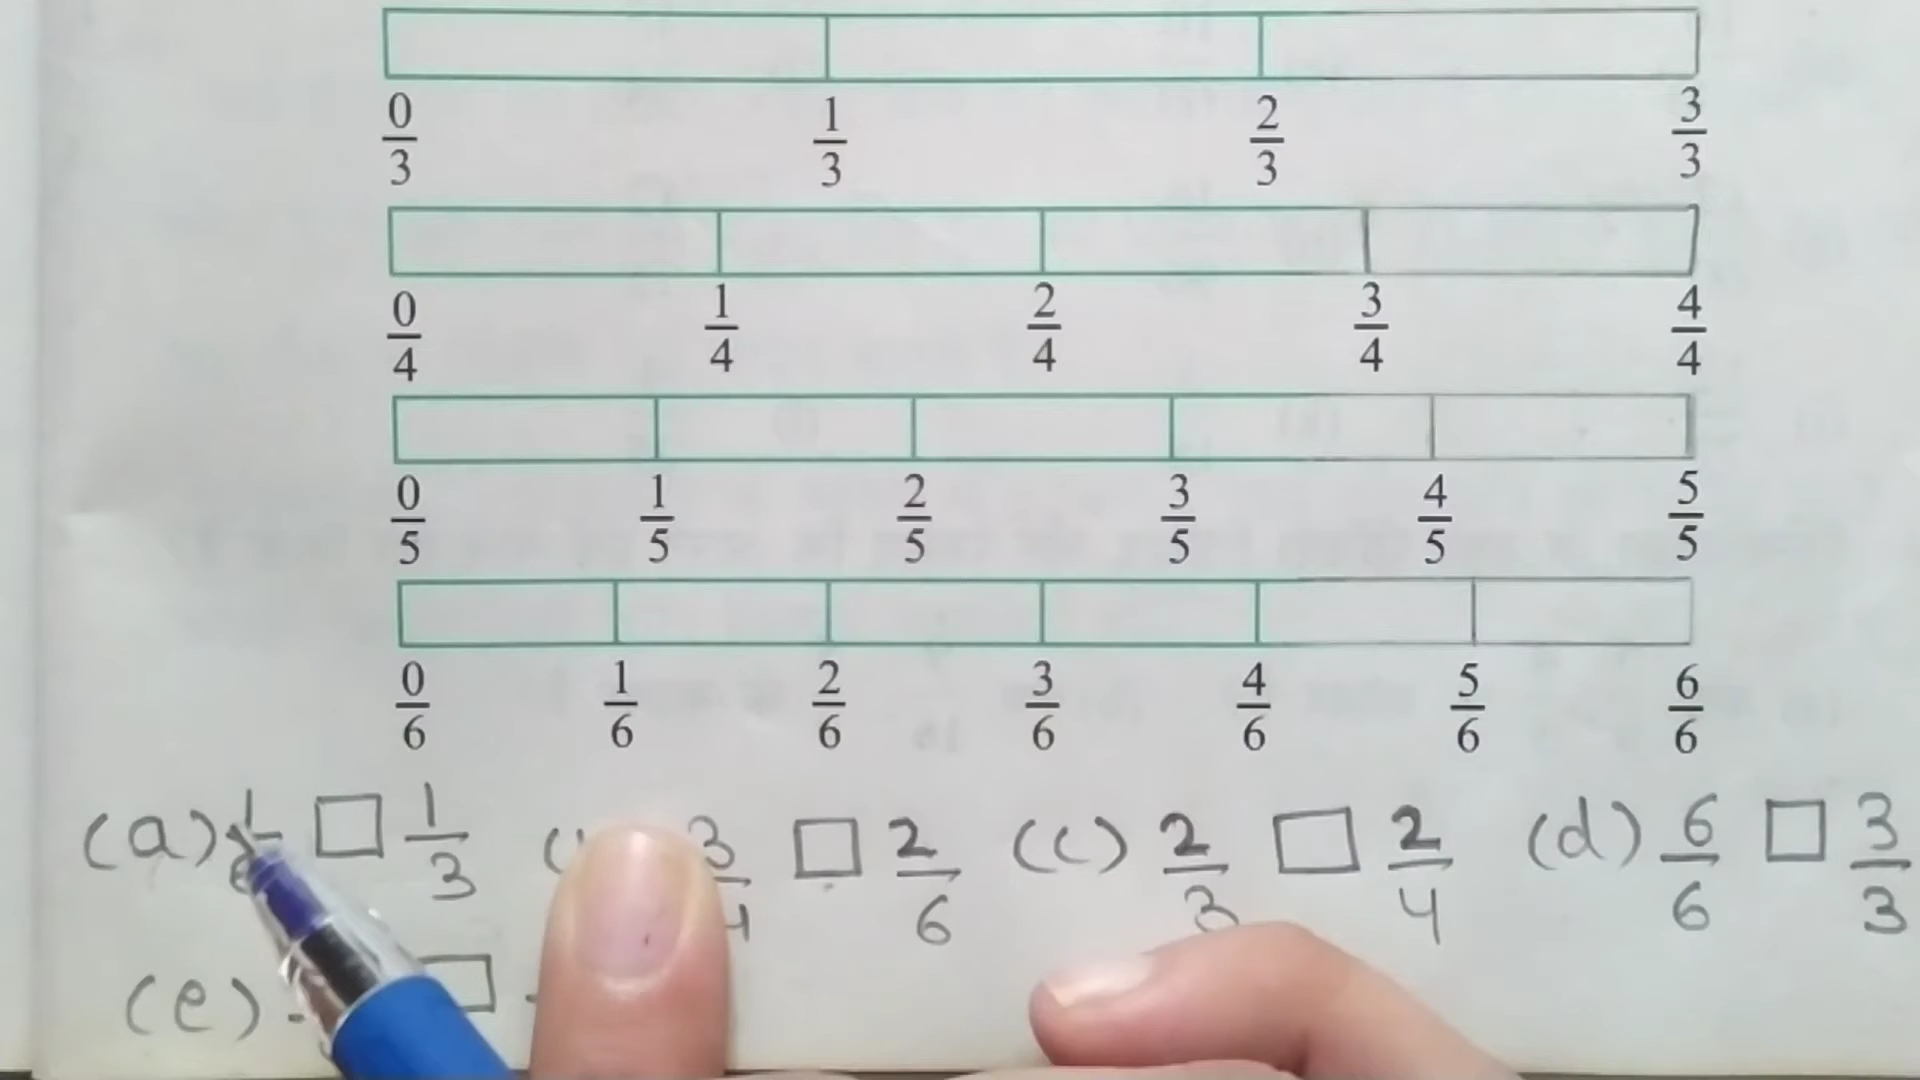 0/3 1/3 2/3 3/3
0/4 1/4 2/4 3/4 4/4
0/5 1/5 2/5 3/5 4/5 5/5
0/6 1/6 2/6 3/6 4/6 5/6 6/6
(a) □ 1/3 3/4 □ 2/6 (c) 2/3 □ 2/4 (d) 6/6 □ 3/3
(e) □